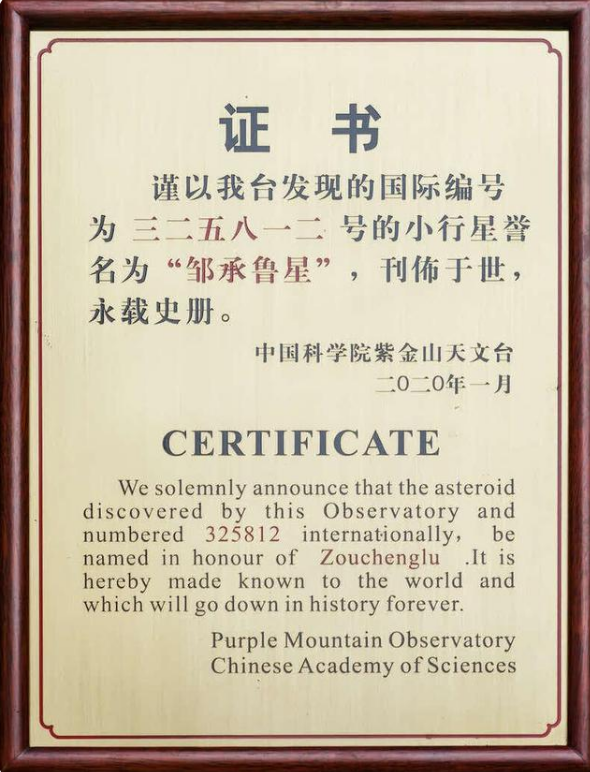 证 书
谨以我台发现的国际编号
为 三二五八一二 号的小行星誉
名为“邹承鲁星”，刊佈于世，
永载史册。
中国科学院紫金山天文台
二〇二〇年一月
CERTIFICATE
We solemnly announce that the asteroid
discovered by this Observatory and
numbered 325812 internationally, be
named in honour of Zouchenglu .It is
hereby made known to the world and
which will go down in history forever.
Purple Mountain Observatory
Chinese Academy of Sciences